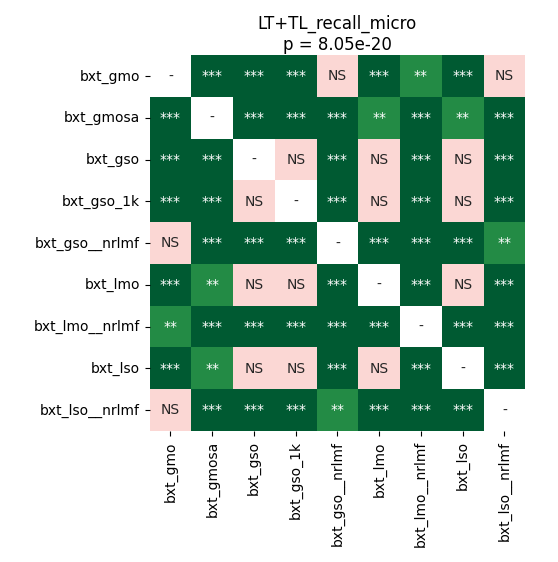 LT+TL_recall_micro
p = 8.05e-20
bxt_gmo - *** *** *** NS *** ** *** NS
bxt_gmosa *** - *** *** *** ** *** ** ***
bxt_gso *** *** - NS *** NS *** NS ***
bxt_gso_1k *** *** NS - *** NS *** NS ***
bxt_gso__nrlmf NS *** *** *** - *** *** *** **
bxt_lmo *** ** NS NS *** - *** NS ***
bxt_lmo__nrlmf ** *** *** *** *** *** - *** ***
bxt_lso *** ** NS NS *** NS *** - ***
bxt_lso__nrlmf NS *** *** *** ** *** *** *** -
bxt_gmo
bxt_gmosa
bxt_gso
bxt_gso_1k
bxt_gso__nrlmf
bxt_lmo
bxt_lmo__nrlmf
bxt_lso
bxt_lso__nrlmf